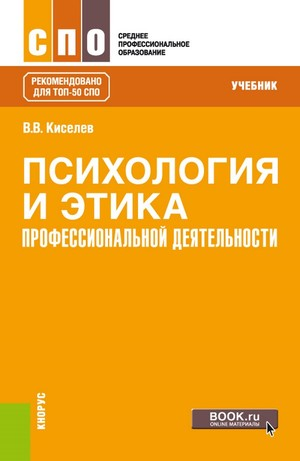 СПО
СРЕДНЕЕ
ПРОФЕССИОНАЛЬНОЕ
ОБРАЗОВАНИЕ
РЕКОМЕНДОВАНО
ДЛЯ ТОП-50 СПО
УЧЕБНИК
В.В. Киселев
ПСИХОЛОГИЯ
И ЭТИКА
ПРОФЕССИОНАЛЬНОЙ ДЕЯТЕЛЬНОСТИ
КНОРУС
BOOK.ru
ONLINE МАТЕРИАЛЫ